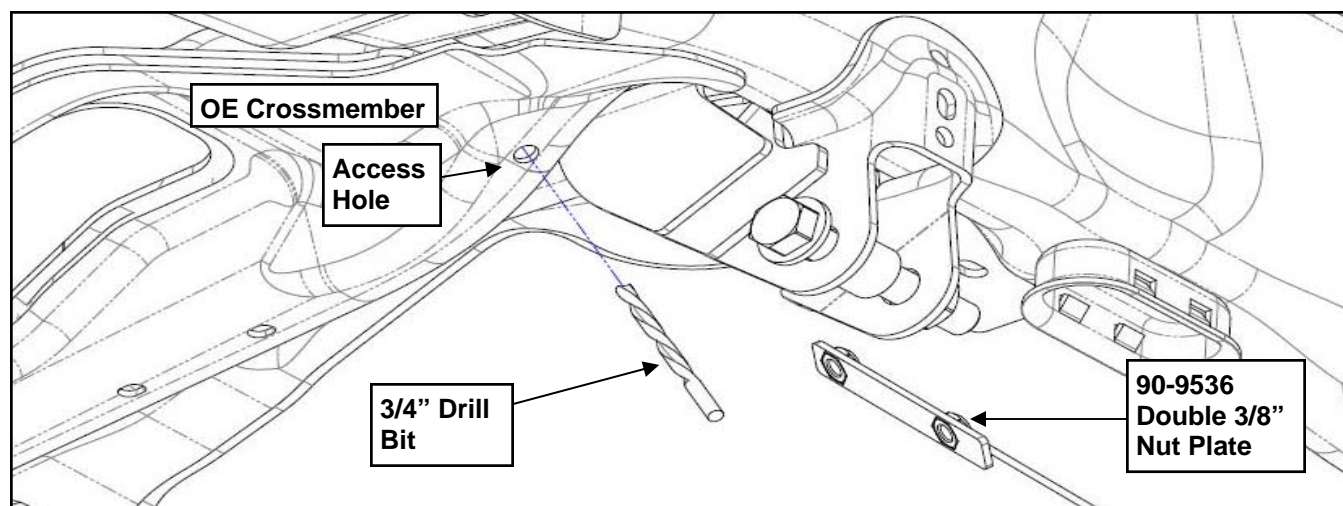 OE Crossmember
Access
Hole
3/4” Drill
Bit
90-9536
Double 3/8”
Nut Plate